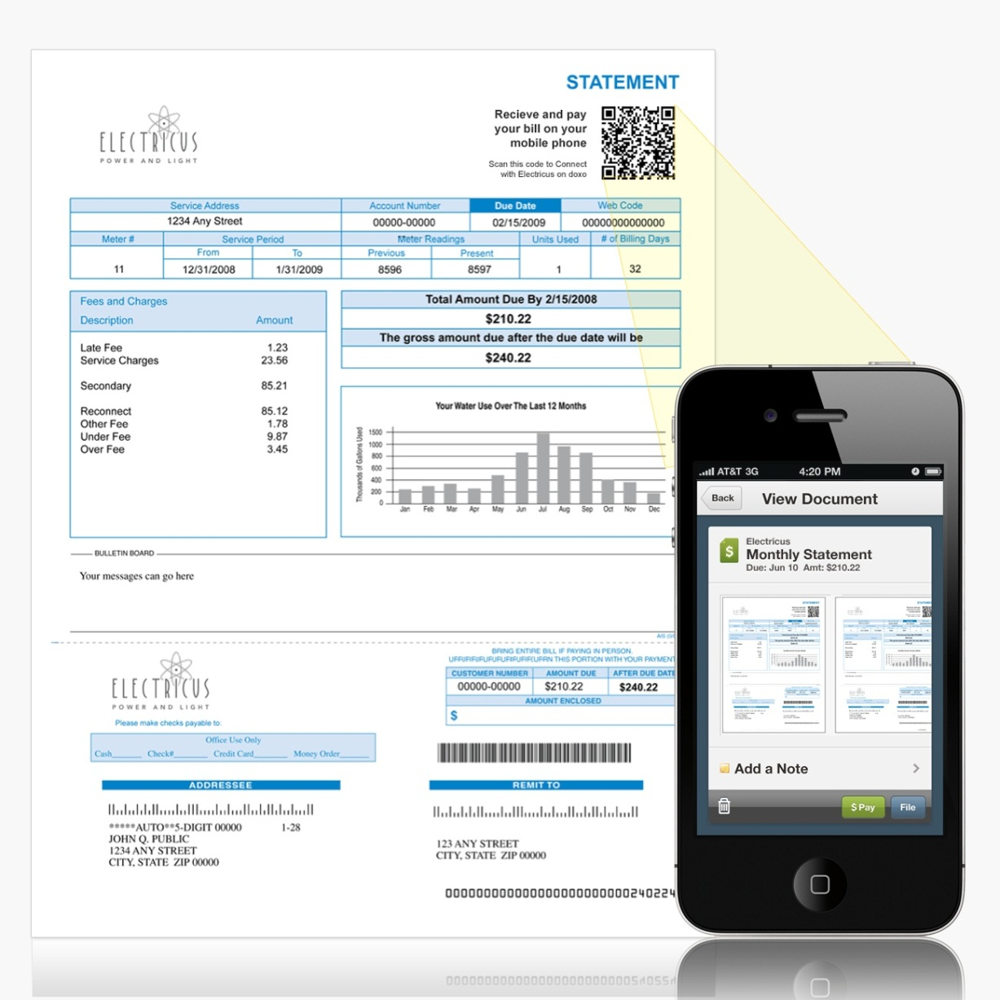 STATEMENT
ELECTRICUS
POWER AND LIGHT
Recieve and pay
your bill on your
mobile phone
Scan this code to Connect
with Electricus on doxo
Service Address Account Number Due Date Web Code
1234 Any Street 00000-00000 02/15/2009 00000000000000
Meter # Service Period Meter Readings Units Used # of Billing Days
From To Previous Present
11 12/31/2008 1/31/2009 8596 8597 1 32
Fees and Charges
Description Amount
Late Fee 1.23
Service Charges 23.56
Secondary 85.21
Reconnect 85.12
Other Fee 1.78
Under Fee 9.87
Over Fee 3.45
Total Amount Due By 2/15/2008
$210.22
The gross amount due after the due date will be
$240.22
Your Water Use Over The Last 12 Months
Thousands of Gallons Used
1500
1000
800
600
400
200
0
Jan Feb Mar Apr May Jun Jul Aug Sep Oct Nov Dec
BULLETIN BOARD
Your messages can go here
ELECTRICUS
POWER AND LIGHT
Please make checks payable to:
Office Use Only
Cash Check# Credit Card Money Order
BRING ENTIRE BILL IF PAYING IN PERSON.
THIS PORTION WITH YOUR PAYMENT
CUSTOMER NUMBER AMOUNT DUE AFTER DUE DATE
00000-00000 $210.22 $240.22
AMOUNT ENCLOSED
$
ADDRESSEE
*****AUTO**5-DIGIT 00000 1-28
JOHN Q. PUBLIC
1234 ANY STREET
CITY, STATE ZIP 00000
REMIT TO
123 ANY STREET
CITY, STATE ZIP 00000
AT&T 3G 4:20 PM
Back View Document
Electricus
$ Monthly Statement
Due: Jun 10 Amt: $210.22
Add a Note
$ Pay File